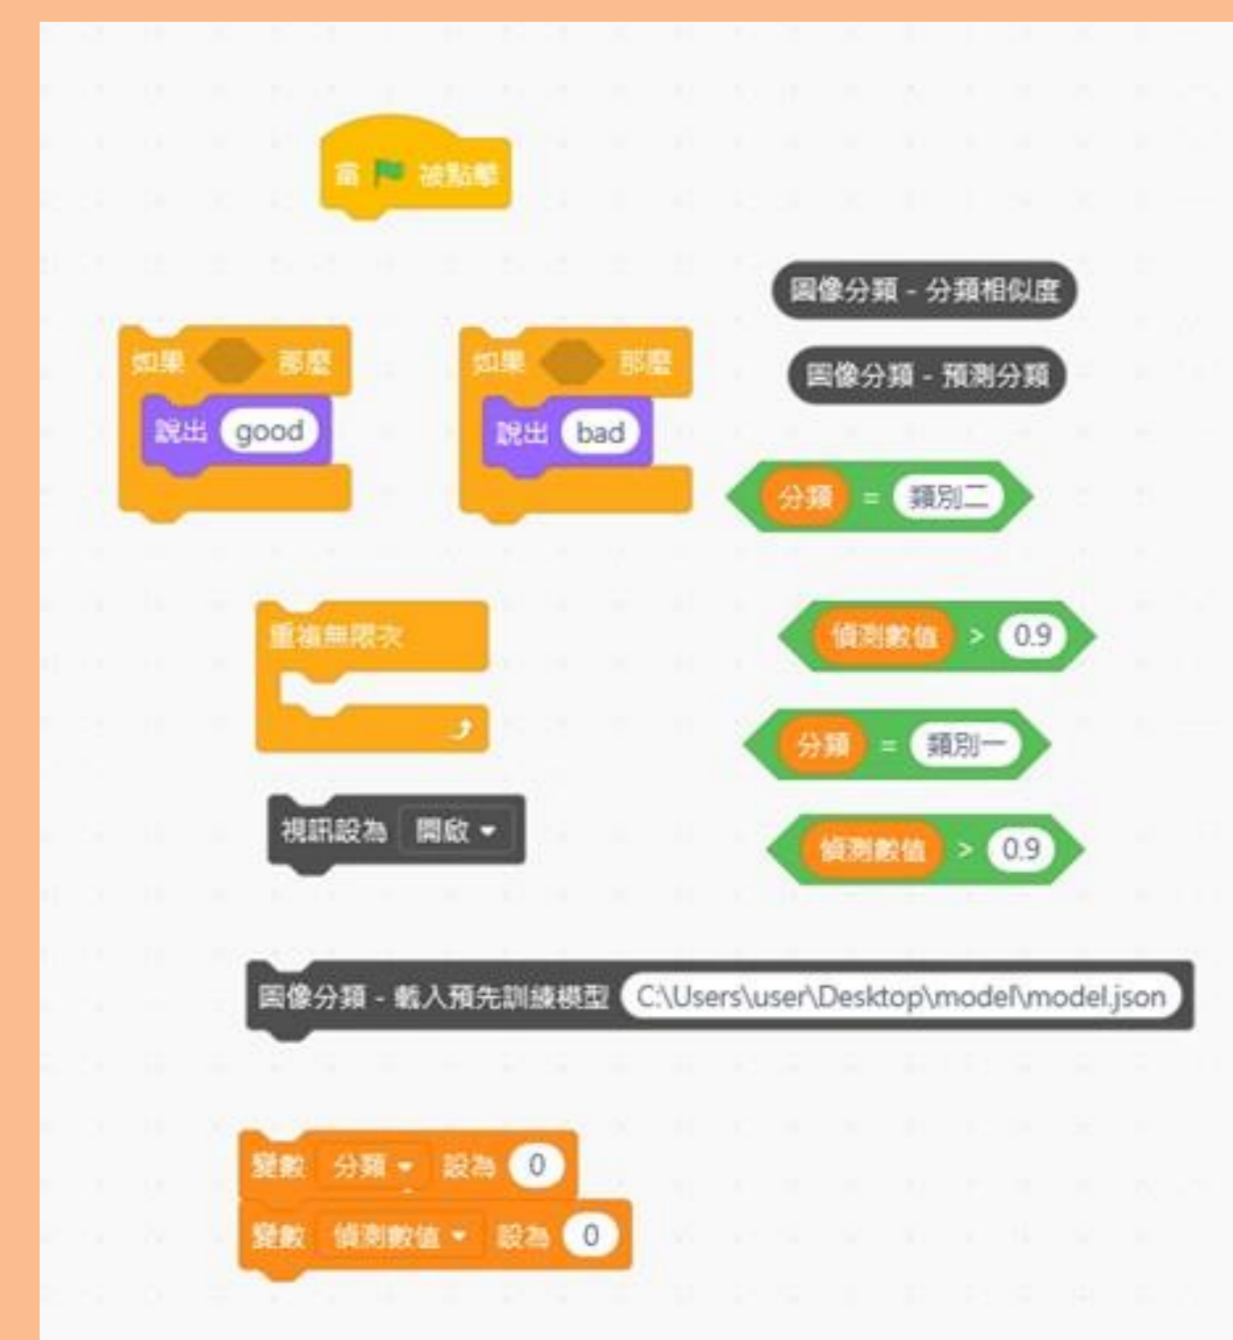 當 被點擊
圖像分類 - 分類相似度
如果 那麼
說出 good
如果 那麼
說出 bad
圖像分類 - 預測分類
分類 = 類別二
重複無限次
偵測數值 > 0.9
分類 = 類別一
視訊設為 開啟
偵測數值 > 0.9
圖像分類 - 載入預先訓練模型 C:\Users\user\Desktop\model\model.json
變數 分類 設為 0
變數 偵測數值 設為 0